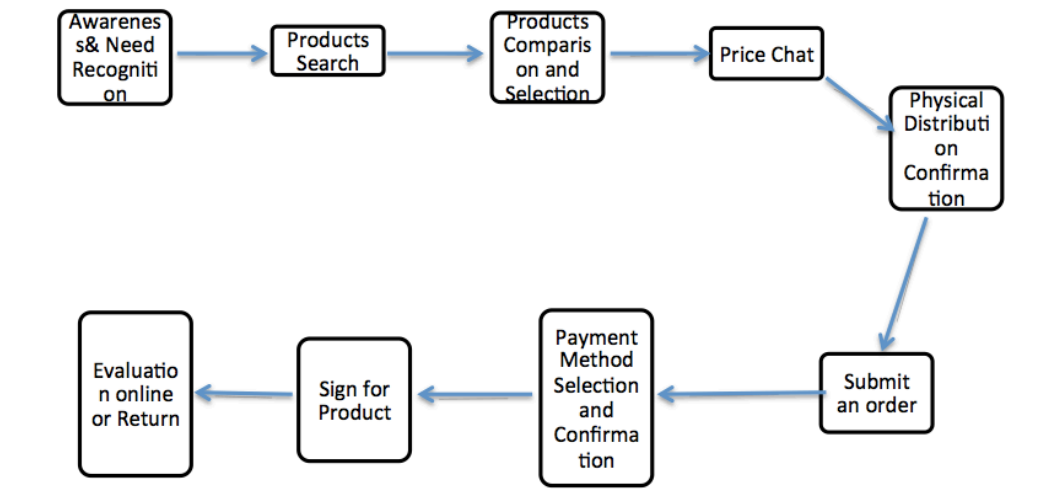 Awarenes
s& Need
Recogniti
on
Products
Search
Products
Comparis
on and
Selection
Price Chat
Physical
Distributi
on
Confirma
tion
Submit
an order
Payment
Method
Selection
and
Confirma
tion
Sign for
Product
Evaluatio
n online
or Return